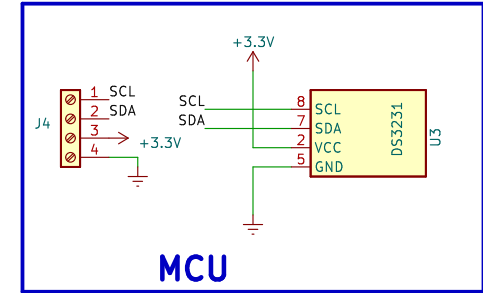 +3.3V
J4
1 SCL
2 SDA
3 +3.3V
4
SCL 8 SCL
SDA 7 SDA
2 VCC
5 GND
DS3231
U3
MCU